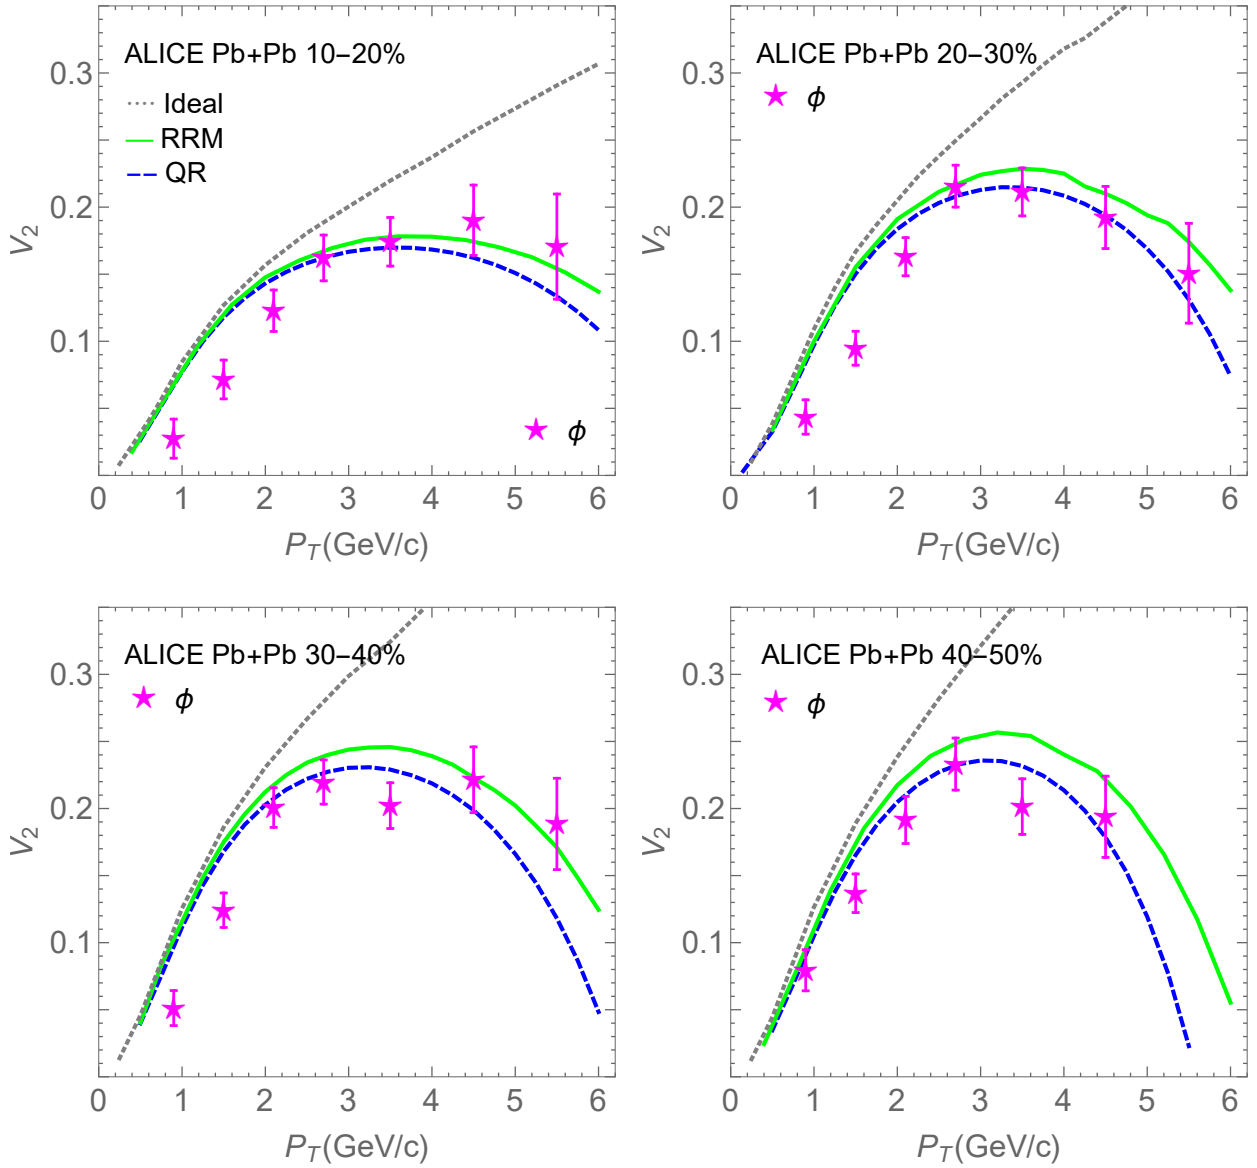 ALICE Pb+Pb 10–20%
Ideal
RRM
QR
ϕ
V2
0.3
0.2
0.1
0 1 2 3 4 5 6
PT(GeV/c)
ALICE Pb+Pb 20–30%
ϕ
V2
0.3
0.2
0.1
0 1 2 3 4 5 6
PT(GeV/c)
ALICE Pb+Pb 30–40%
ϕ
V2
0.3
0.2
0.1
0 1 2 3 4 5 6
PT(GeV/c)
ALICE Pb+Pb 40–50%
ϕ
V2
0.3
0.2
0.1
0 1 2 3 4 5 6
PT(GeV/c)